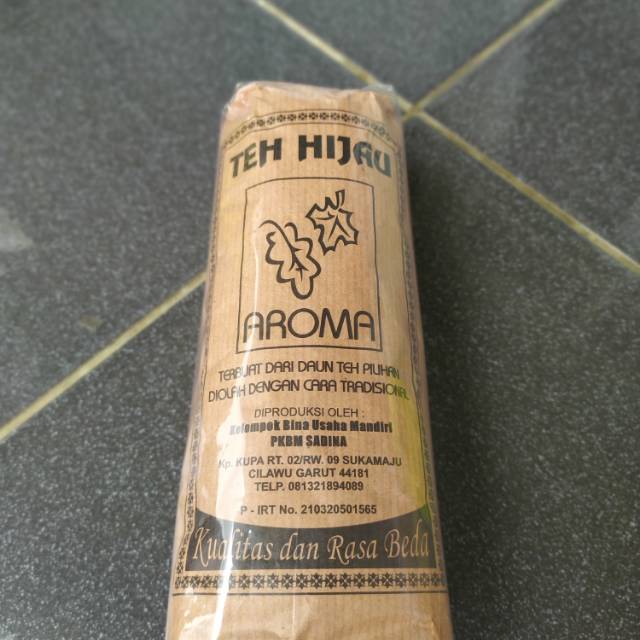 TEH HIJAU
AROMA
TERBUAT DARI DAUN TEH PILIHAN
DIOLAH DENGAN CARA TRADISIONAL
DIPRODUKSI OLEH :
Kelompok Bina Usaha Mandiri
PKBM SADINA
Kp. KUPA RT. 02/RW. 09 SUKAMAJU
CILAWU GARUT 44181
TELP. 081321894089
P - IRT No. 210320501565
Kualitas dan Rasa Beda